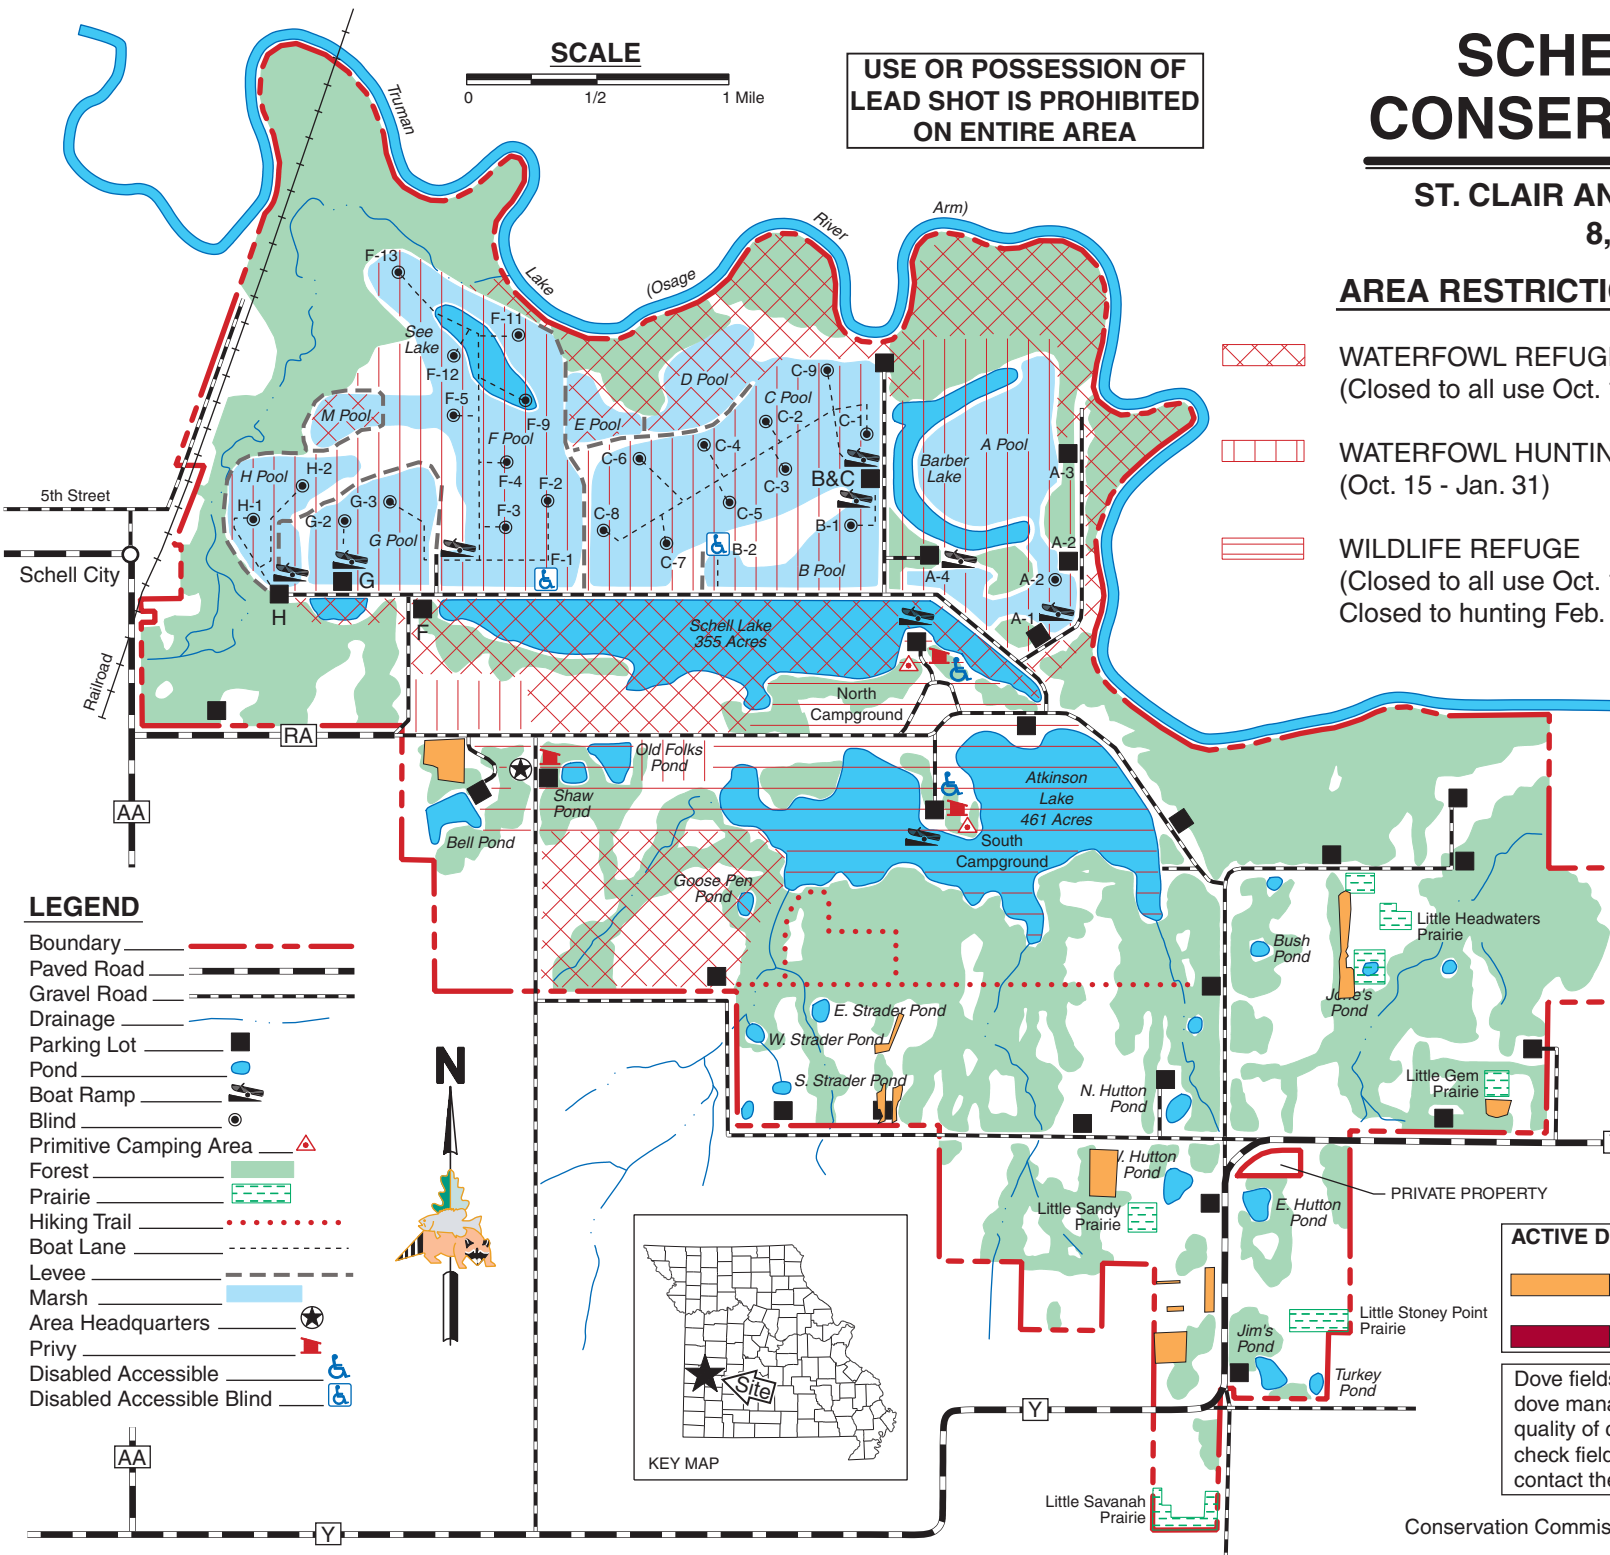 SCALE
0 1/2 1 Mile
USE OR POSSESSION OF
LEAD SHOT IS PROHIBITED
ON ENTIRE AREA
SCHE
CONSER
ST. CLAIR AN
8,
AREA RESTRICTI
WATERFOWL REFUG
(Closed to all use Oct.
WATERFOWL HUNTIN
(Oct. 15 - Jan. 31)
WILDLIFE REFUGE
(Closed to all use Oct.
Closed to hunting Feb.
Truman
Lake
(Osage
River
Arm)
F-13
See
Lake
F-11
F-12
F-5
F-9
F Pool
F-4
F-2
F-3
F-1
M Pool
H Pool
H-2
H-1
G-3
G-2
G Pool
G
H
F
E Pool
D Pool
C Pool
C-9
C-2
C-1
C-4
C-6
C-3
B&C
C-5
C-8
C-7
B-2
B-1
B Pool
Barber
Lake
A Pool
A-3
A-2
A-2
A-4
A-1
5th Street
Schell City
Railroad
RA
AA
Schell Lake
355 Acres
North
Campground
Old Folks
Pond
Shaw
Pond
Bell Pond
Atkinson
Lake
461 Acres
South
Campground
Goose Pen
Pond
E. Strader Pond
W. Strader Pond
S. Strader Pond
Bush
Pond
Little Headwaters
Prairie
Pond
Little Gem
Prairie
N. Hutton
Pond
Hutton
Pond
Little Sandy
Prairie
E. Hutton
Pond
PRIVATE PROPERTY
Little Stoney Point
Prairie
Jim's
Pond
Turkey
Pond
Little Savanah
Prairie
Y
Y
AA
LEGEND
Boundary
Paved Road
Gravel Road
Drainage
Parking Lot
Pond
Boat Ramp
Blind
Primitive Camping Area
Forest
Prairie
Hiking Trail
Boat Lane
Levee
Marsh
Area Headquarters
Privy
Disabled Accessible
Disabled Accessible Blind
N
Site
KEY MAP
ACTIVE D
Dove fields
dove mana
quality of
check field
contact the
Conservation Commis